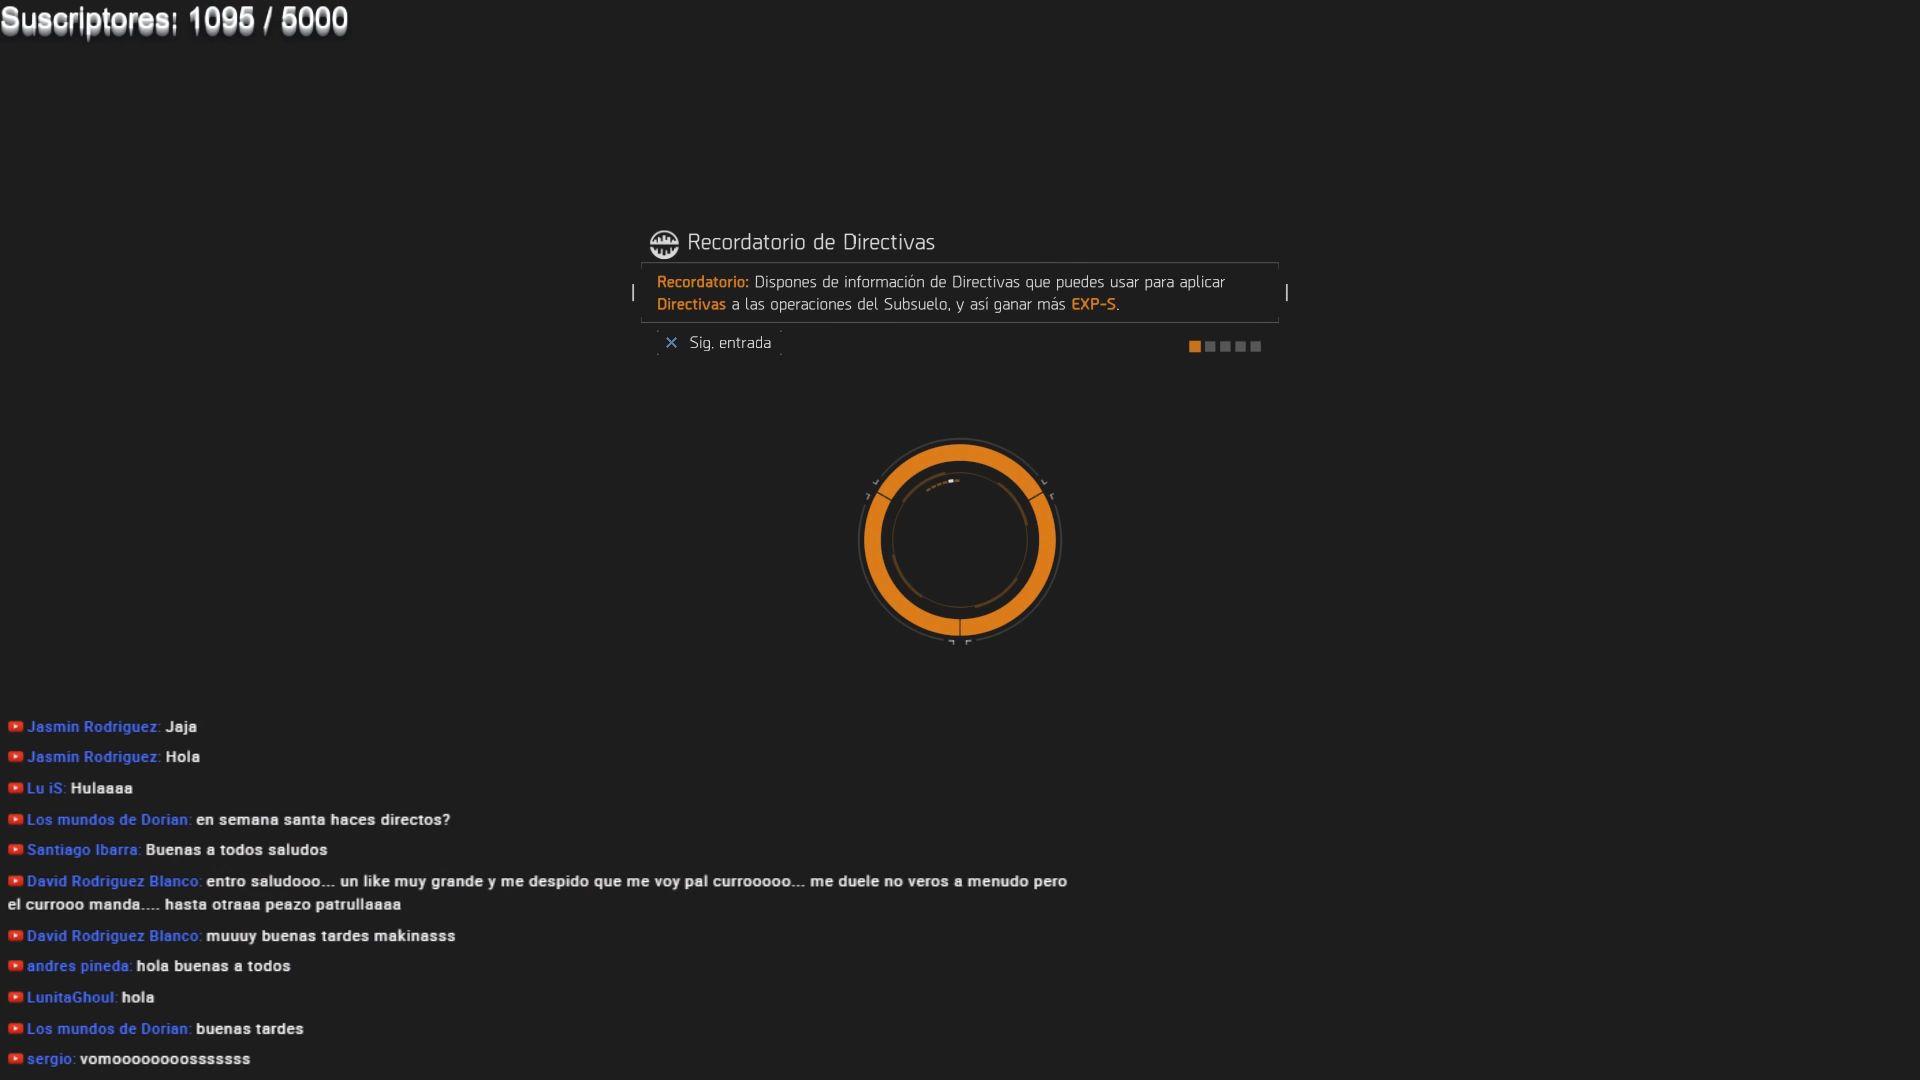 Suscriptores: 1095 / 5000
Recordatorio de Directivas
Recordatorio: Dispones de información de Directivas que puedes usar para aplicar
Directivas a las operaciones del Subsuelo, y así ganar más EXP-S.
Sig. entrada
Jasmin Rodriguez: Jaja
Jasmin Rodriguez: Hola
Lu iS: Hulaaaa
Los mundos de Dorian: en semana santa haces directos?
Santiago Ibarra: Buenas a todos saludos
David Rodriguez Blanco: entro saludooo... un like muy grande y me despido que me voy pal currooooo... me duele no veros a menudo pero
el currooo manda.... hasta otraaa peazo patrullaaaa
David Rodriguez Blanco: muuuy buenas tardes makinasss
andres pineda: hola buenas a todos
LunitaGhoul: hola
Los mundos de Dorian: buenas tardes
sergio: vomoooooooosssssss